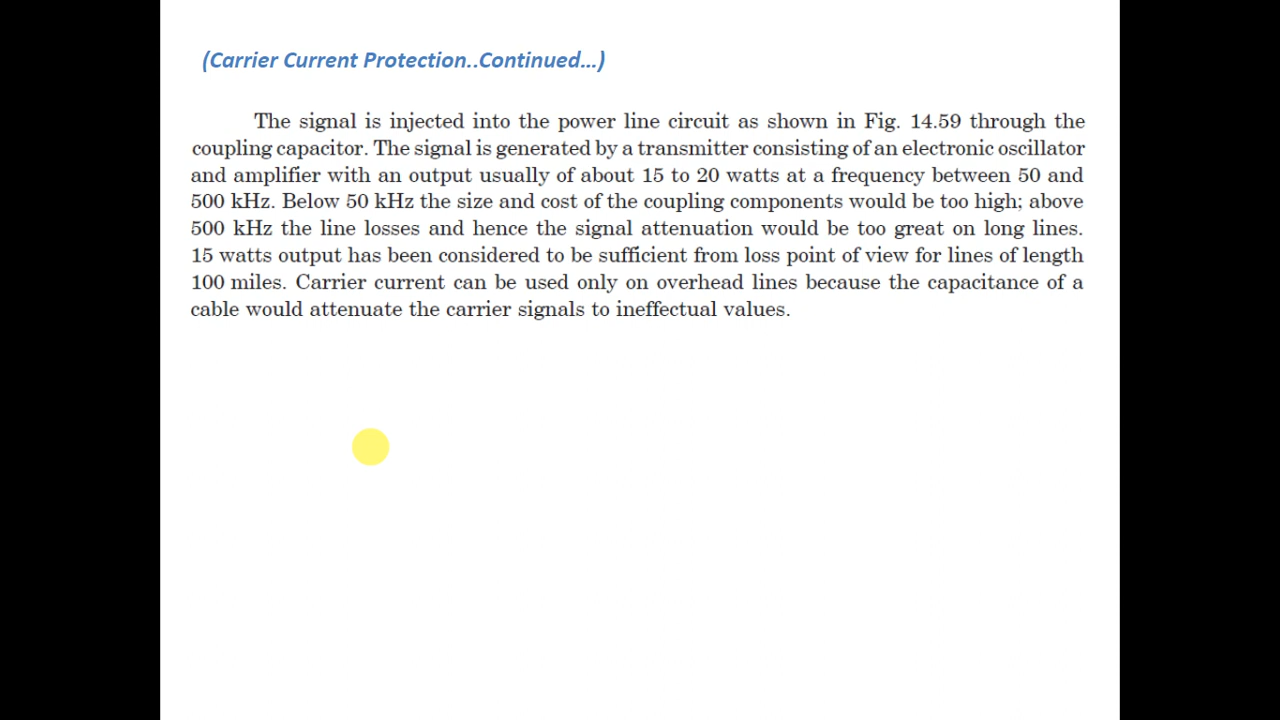 (Carrier Current Protection..Continued...)
The signal is injected into the power line circuit as shown in Fig. 14.59 through the
coupling capacitor. The signal is generated by a transmitter consisting of an electronic oscillator
and amplifier with an output usually of about 15 to 20 watts at a frequency between 50 and
500 kHz. Below 50 kHz the size and cost of the coupling components would be too high; above
500 kHz the line losses and hence the signal attenuation would be too great on long lines.
15 watts output has been considered to be sufficient from loss point of view for lines of length
100 miles. Carrier current can be used only on overhead lines because the capacitance of a
cable would attenuate the carrier signals to ineffectual values.